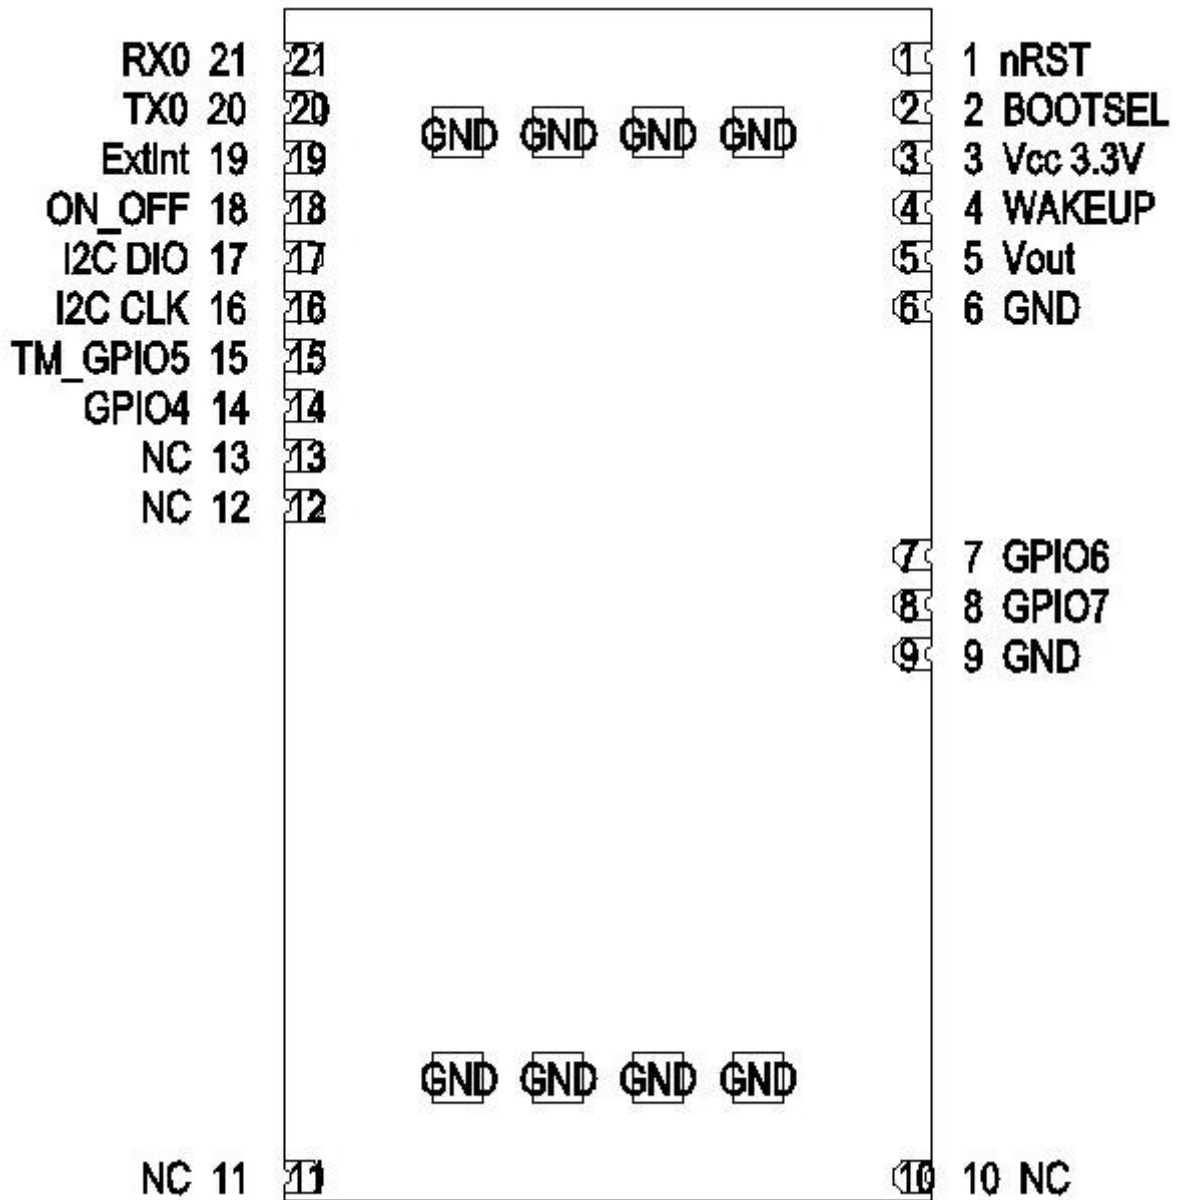 RX0 21 21 1 1 nRST
TX0 20 20 GND GND GND GND 2 2 BOOTSEL
ExtInt 19 19 3 3 Vcc 3.3V
ON_OFF 18 18 4 4 WAKEUP
I2C DIO 17 17 5 5 Vout
I2C CLK 16 16 6 6 GND
TM_GPIO5 15 15
GPIO4 14 14
NC 13 13
NC 12 12
7 7 GPIO6
8 8 GPIO7
9 9 GND
GND GND GND GND
NC 11 11 10 10 NC